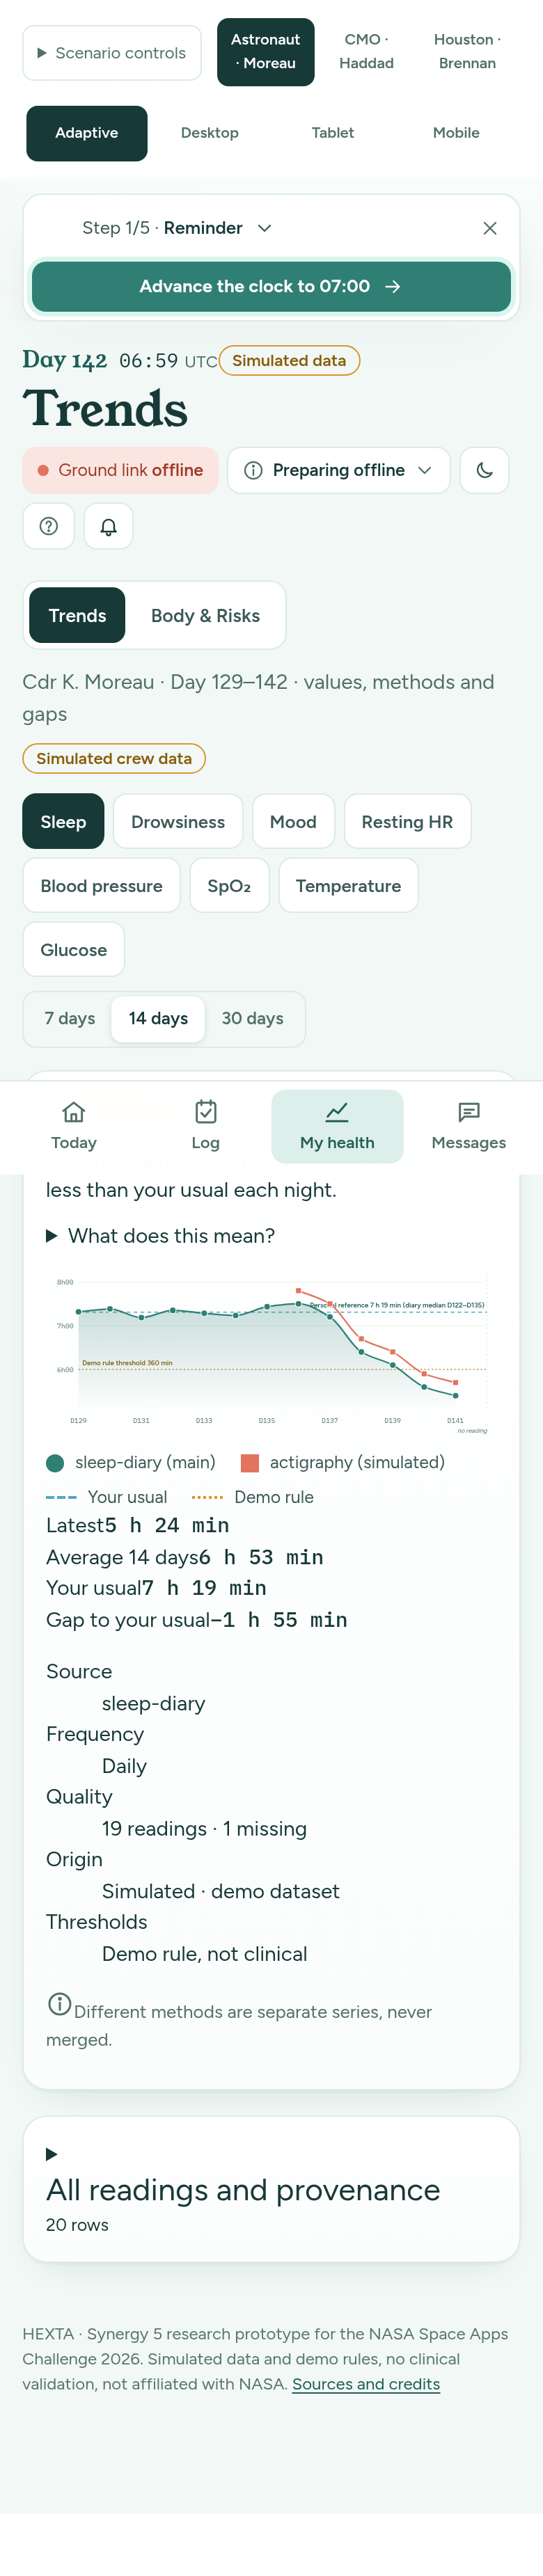 Scenario controls
Astronaut
· Moreau
CMO ·
Haddad
Houston ·
Brennan
Adaptive
Desktop
Tablet
Mobile
Step 1/5 · Reminder
Advance the clock to 07:00 →
Day 142 06:59 UTC Simulated data
Trends
Ground link offline
Preparing offline
Trends
Body & Risks
Cdr K. Moreau · Day 129–142 · values, methods and
gaps
Simulated crew data
Sleep
Drowsiness
Mood
Resting HR
Blood pressure
SpO₂
Temperature
Glucose
7 days
14 days
30 days
Today
Log
My health
Messages
less than your usual each night.
What does this mean?
8h00
Personal reference 7 h 19 min (diary median D122–D135)
7h00
Demo rule threshold 360 min
6h00
D129
D131
D133
D135
D137
D139
D141
no reading
sleep-diary (main)
actigraphy (simulated)
Your usual
Demo rule
Latest5 h 24 min
Average 14 days6 h 53 min
Your usual7 h 19 min
Gap to your usual−1 h 55 min
Source
sleep-diary
Frequency
Daily
Quality
19 readings · 1 missing
Origin
Simulated · demo dataset
Thresholds
Demo rule, not clinical
Different methods are separate series, never
merged.
All readings and provenance
20 rows
HEXTA · Synergy 5 research prototype for the NASA Space Apps
Challenge 2026. Simulated data and demo rules, no clinical
validation, not affiliated with NASA. Sources and credits